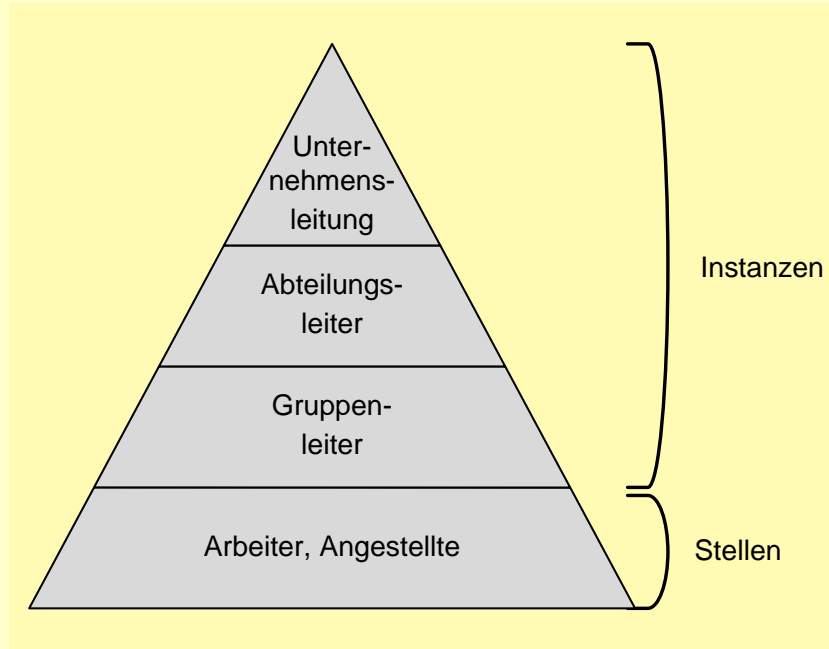 Unter-
nehmens-
leitung
Abteilungs-
leiter
Instanzen
Gruppen-
leiter
Arbeiter, Angestellte
Stellen